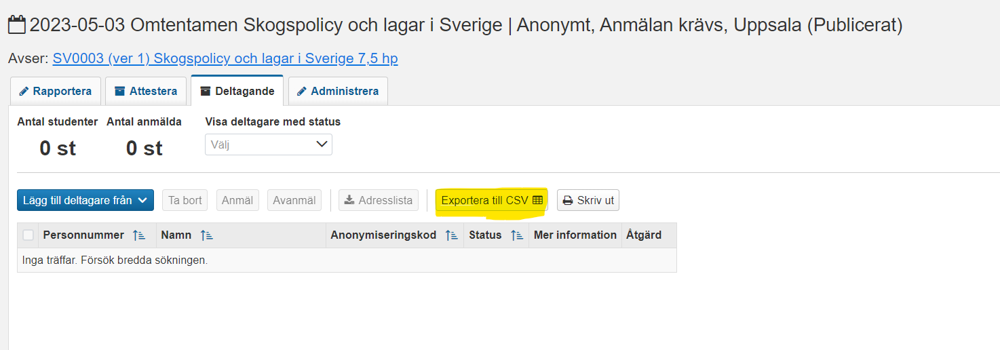 2023-05-03 Omtentamen Skogspolicy och lagar i Sverige | Anonymt, Anmälan krävs, Uppsala (Publicerat)
Avser: SV0003 (ver 1) Skogspolicy och lagar i Sverige 7,5 hp
Rapportera Attestera Deltagande Administrera
Antal studenter Antal anmälda Visa deltagare med status
0 st 0 st Välj
Lägg till deltagare från Ta bort Anmäl Avanmäl Adresslista Exportera till CSV Skriv ut
Personnummer Namn Anonymiseringskod Status Mer information Åtgärd
Inga träffar. Försök bredda sökningen.